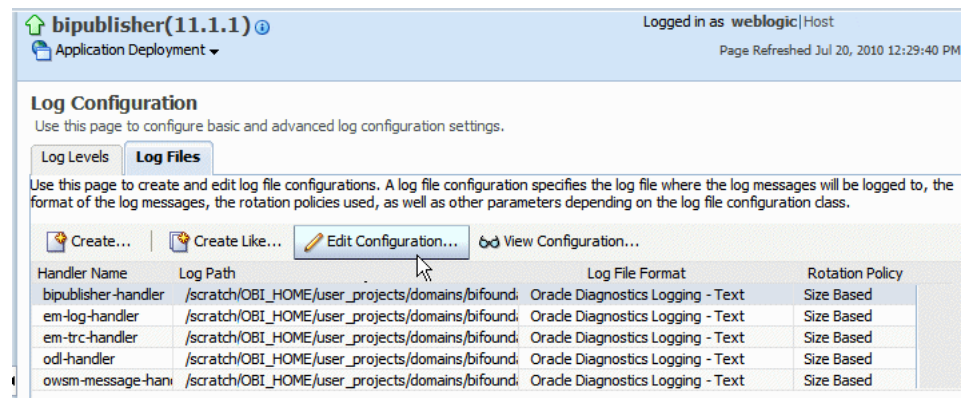 bipublisher(11.1.1)
Logged in as weblogic|Host
Application Deployment
Page Refreshed Jul 20, 2010 12:29:40 PM
Log Configuration
Use this page to configure basic and advanced log configuration settings.
Log Levels Log Files
Use this page to create and edit log file configurations. A log file configuration specifies the log file where the log messages will be logged to, the
format of the log messages, the rotation policies used, as well as other parameters depending on the log file configuration class.
Create... Create Like... Edit Configuration... View Configuration...
Handler Name Log Path Log File Format Rotation Policy
bipublisher-handler /scratch/OBI_HOME/user_projects/domains/bifound Oracle Diagnostics Logging - Text Size Based
em-log-handler /scratch/OBI_HOME/user_projects/domains/bifound Oracle Diagnostics Logging - Text Size Based
em-trc-handler /scratch/OBI_HOME/user_projects/domains/bifound Oracle Diagnostics Logging - Text Size Based
odl-handler /scratch/OBI_HOME/user_projects/domains/bifound Oracle Diagnostics Logging - Text Size Based
owsm-message-han /scratch/OBI_HOME/user_projects/domains/bifound Oracle Diagnostics Logging - Text Size Based